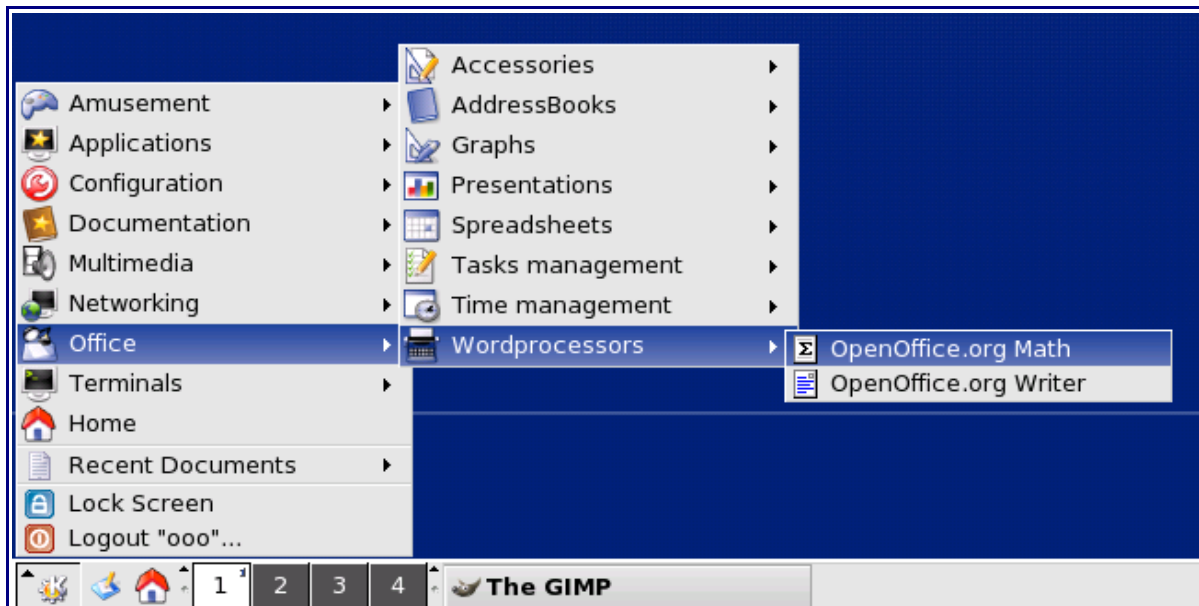 Amusement
Applications
Configuration
Documentation
Multimedia
Networking
Office
Terminals
Home
Recent Documents
Lock Screen
Logout "ooo"...
Accessories
AddressBooks
Graphs
Presentations
Spreadsheets
Tasks management
Time management
Wordprocessors
OpenOffice.org Math
OpenOffice.org Writer
1 2 3 4 The GIMP